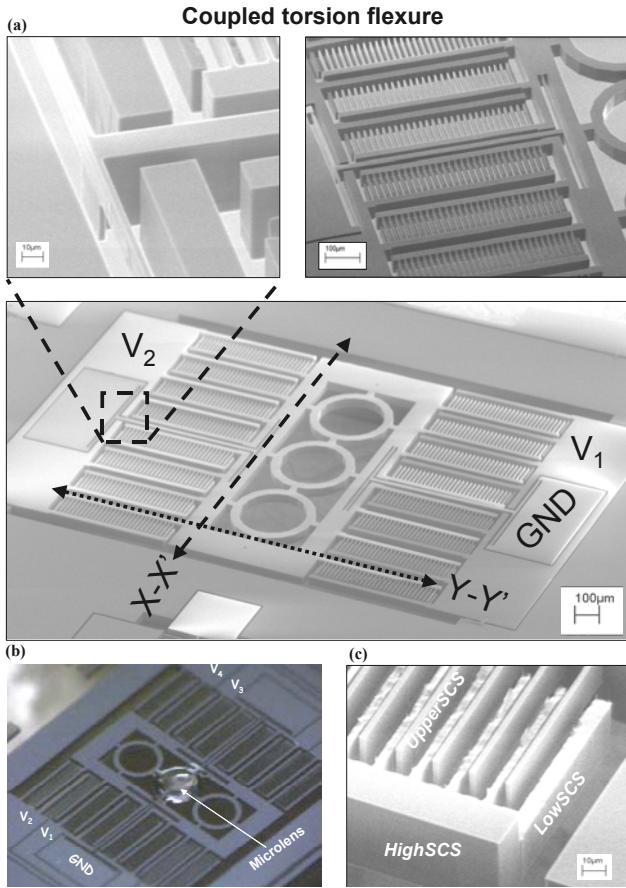 Coupled torsion flexure
(a)
10µm
100µm
V2
V1
GND
X-X'
Y-Y'
100µm
(b)
(c)
V4
V3
V2
V1
GND
Microlens
UpperSCS
LowSCS
HighSCS
10µm